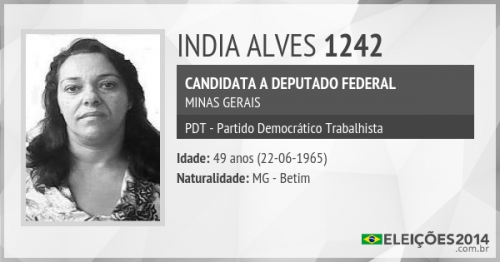 INDIA ALVES 1242
CANDIDATA A DEPUTADO FEDERAL
MINAS GERAIS
PDT - Partido Democrático Trabalhista
Idade: 49 anos (22-06-1965)
Naturalidade: MG - Betim
ELEIÇÕES2014
.com.br